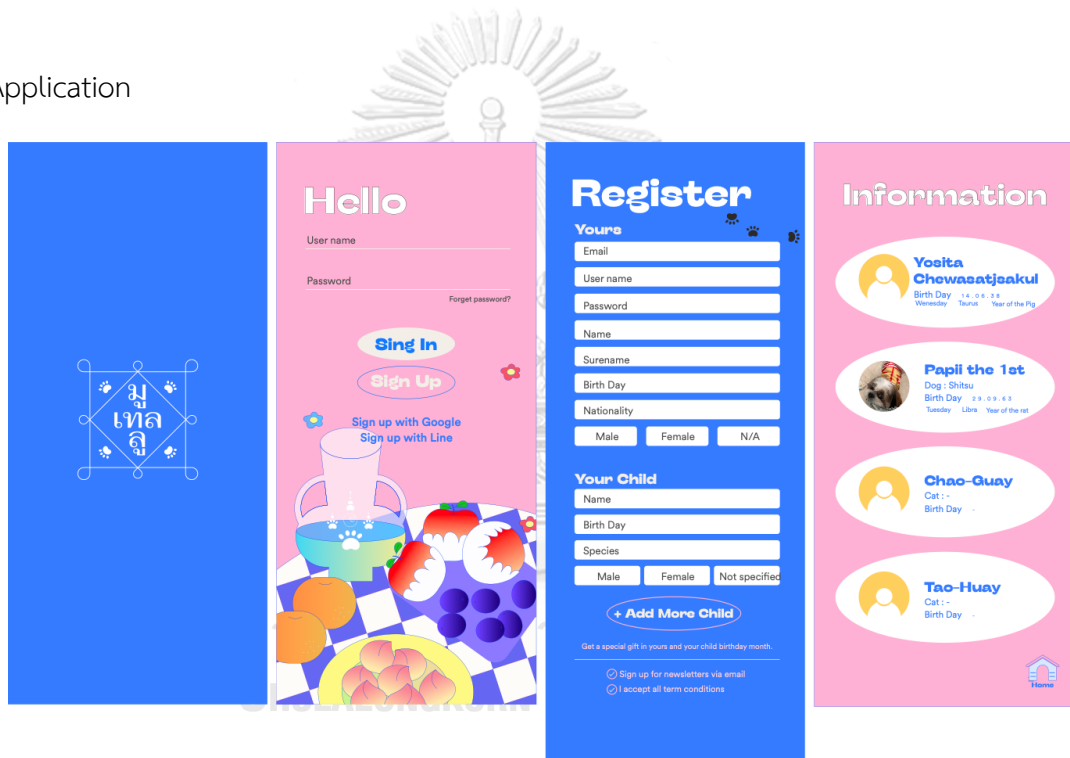 Application
มู
เทล
ลู
Hello
User name
Password
Forget password?
Sing In
Sign Up
Sign up with Google
Sign up with Line
Register
Yours
Email
User name
Password
Name
Surename
Birth Day
Nationality
Male Female N/A
Your Child
Name
Birth Day
Species
Male Female Not specified
+ Add More Child
Get a special gift in yours and your child birthday month.
Sign up for newsletters via email
I accept all term conditions
Information
Yosita
Chewasatjsakul
Birth Day 14.06.38
Wenesday Taurus Year of the Pig
Papii the 1st
Dog : Shitsu
Birth Day 29.09.63
Tuesday Libra Year of the rat
Chao-Guay
Cat : -
Birth Day -
Tao-Huay
Cat : -
Birth Day -
Home